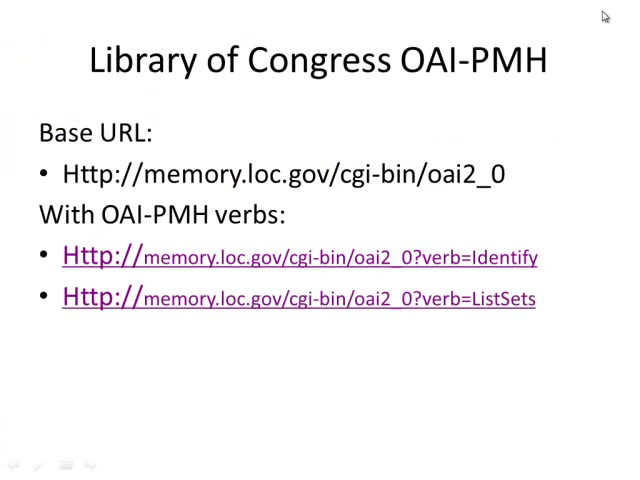 Library of Congress OAI-PMH
Base URL:
• Http://memory.loc.gov/cgi-bin/oai2_0
With OAI-PMH verbs:
• Http://memory.loc.gov/cgi-bin/oai2_0?verb=Identify
• Http://memory.loc.gov/cgi-bin/oai2_0?verb=ListSets